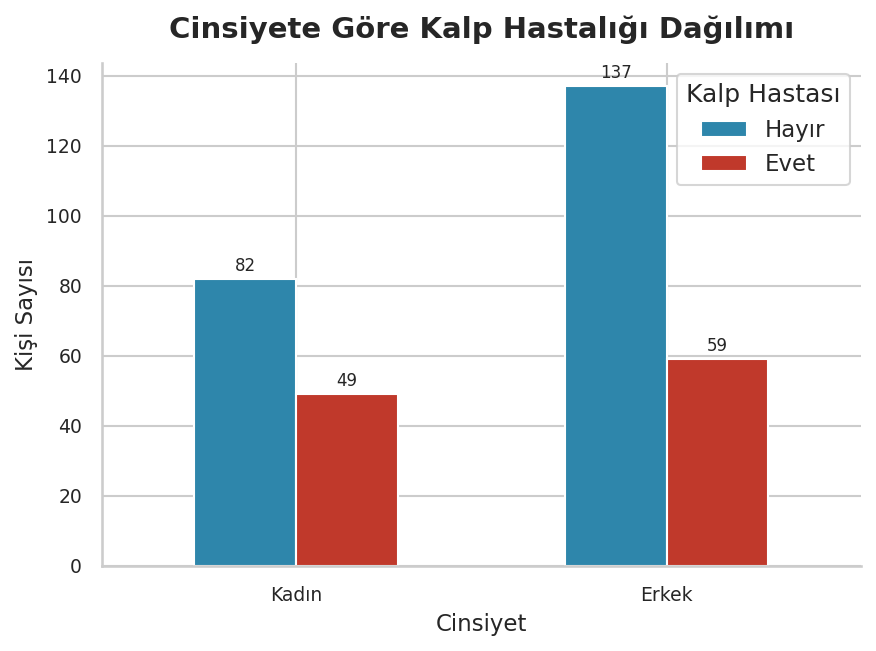 Cinsiyete Göre Kalp Hastalığı Dağılımı
Kişi Sayısı
140
120
100
80
60
40
20
0
82
49
137
59
Kalp Hastası
Hayır
Evet
Kadın
Erkek
Cinsiyet